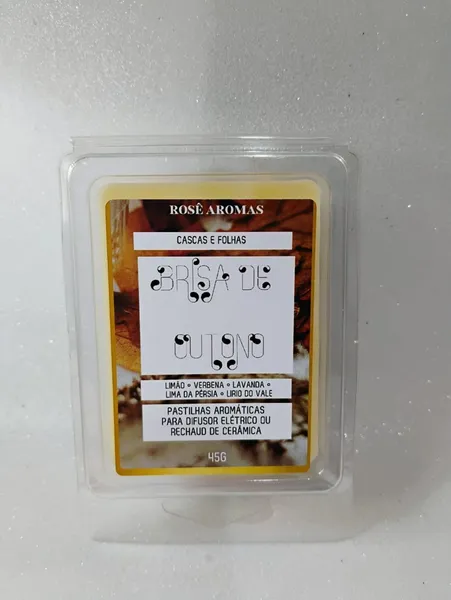 ROSÊ AROMAS
CASCAS E FOLHAS
BRISA DE
OUTONO
LIMÃO • VERBENA • LAVANDA •
LIMA DA PÉRSIA • LIRIO DO VALE
PASTILHAS AROMÁTICAS
PARA DIFUSOR ELÉTRICO OU
RECHAUD DE CERÂMICA
45G